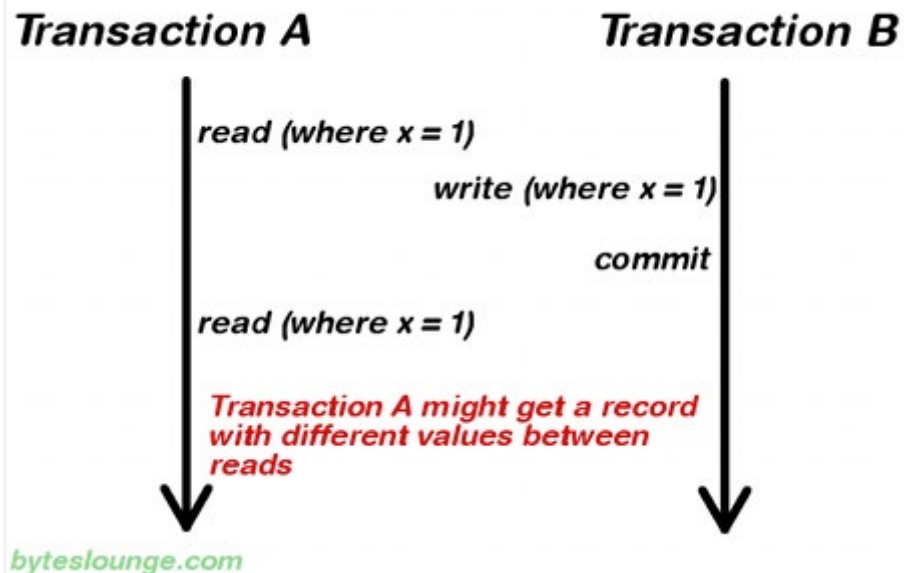 Transaction A
Transaction B
read (where x = 1)
write (where x = 1)
commit
read (where x = 1)
Transaction A might get a record
with different values between
reads
byteslounge.com